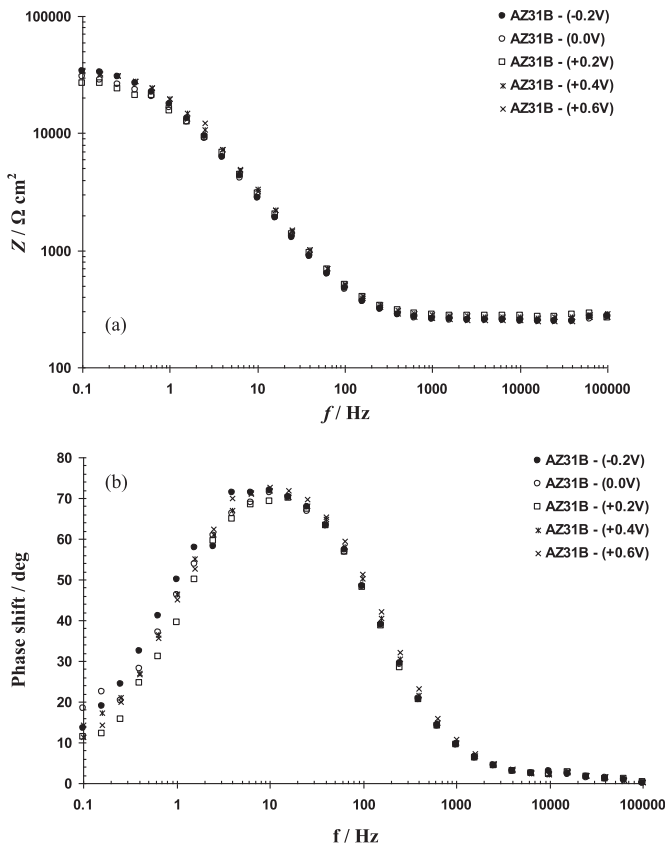 100000
10000
1000
100
Z / Ω cm²
0.1 1 10 100 1000 10000 100000
f / Hz
(a)
AZ31B - (-0.2V)
AZ31B - (0.0V)
AZ31B - (+0.2V)
AZ31B - (+0.4V)
AZ31B - (+0.6V)
80
70
60
50
40
30
20
10
0
Phase shift / deg
0.1 1 10 100 1000 10000 100000
f / Hz
(b)
AZ31B - (-0.2V)
AZ31B - (0.0V)
AZ31B - (+0.2V)
AZ31B - (+0.4V)
AZ31B - (+0.6V)